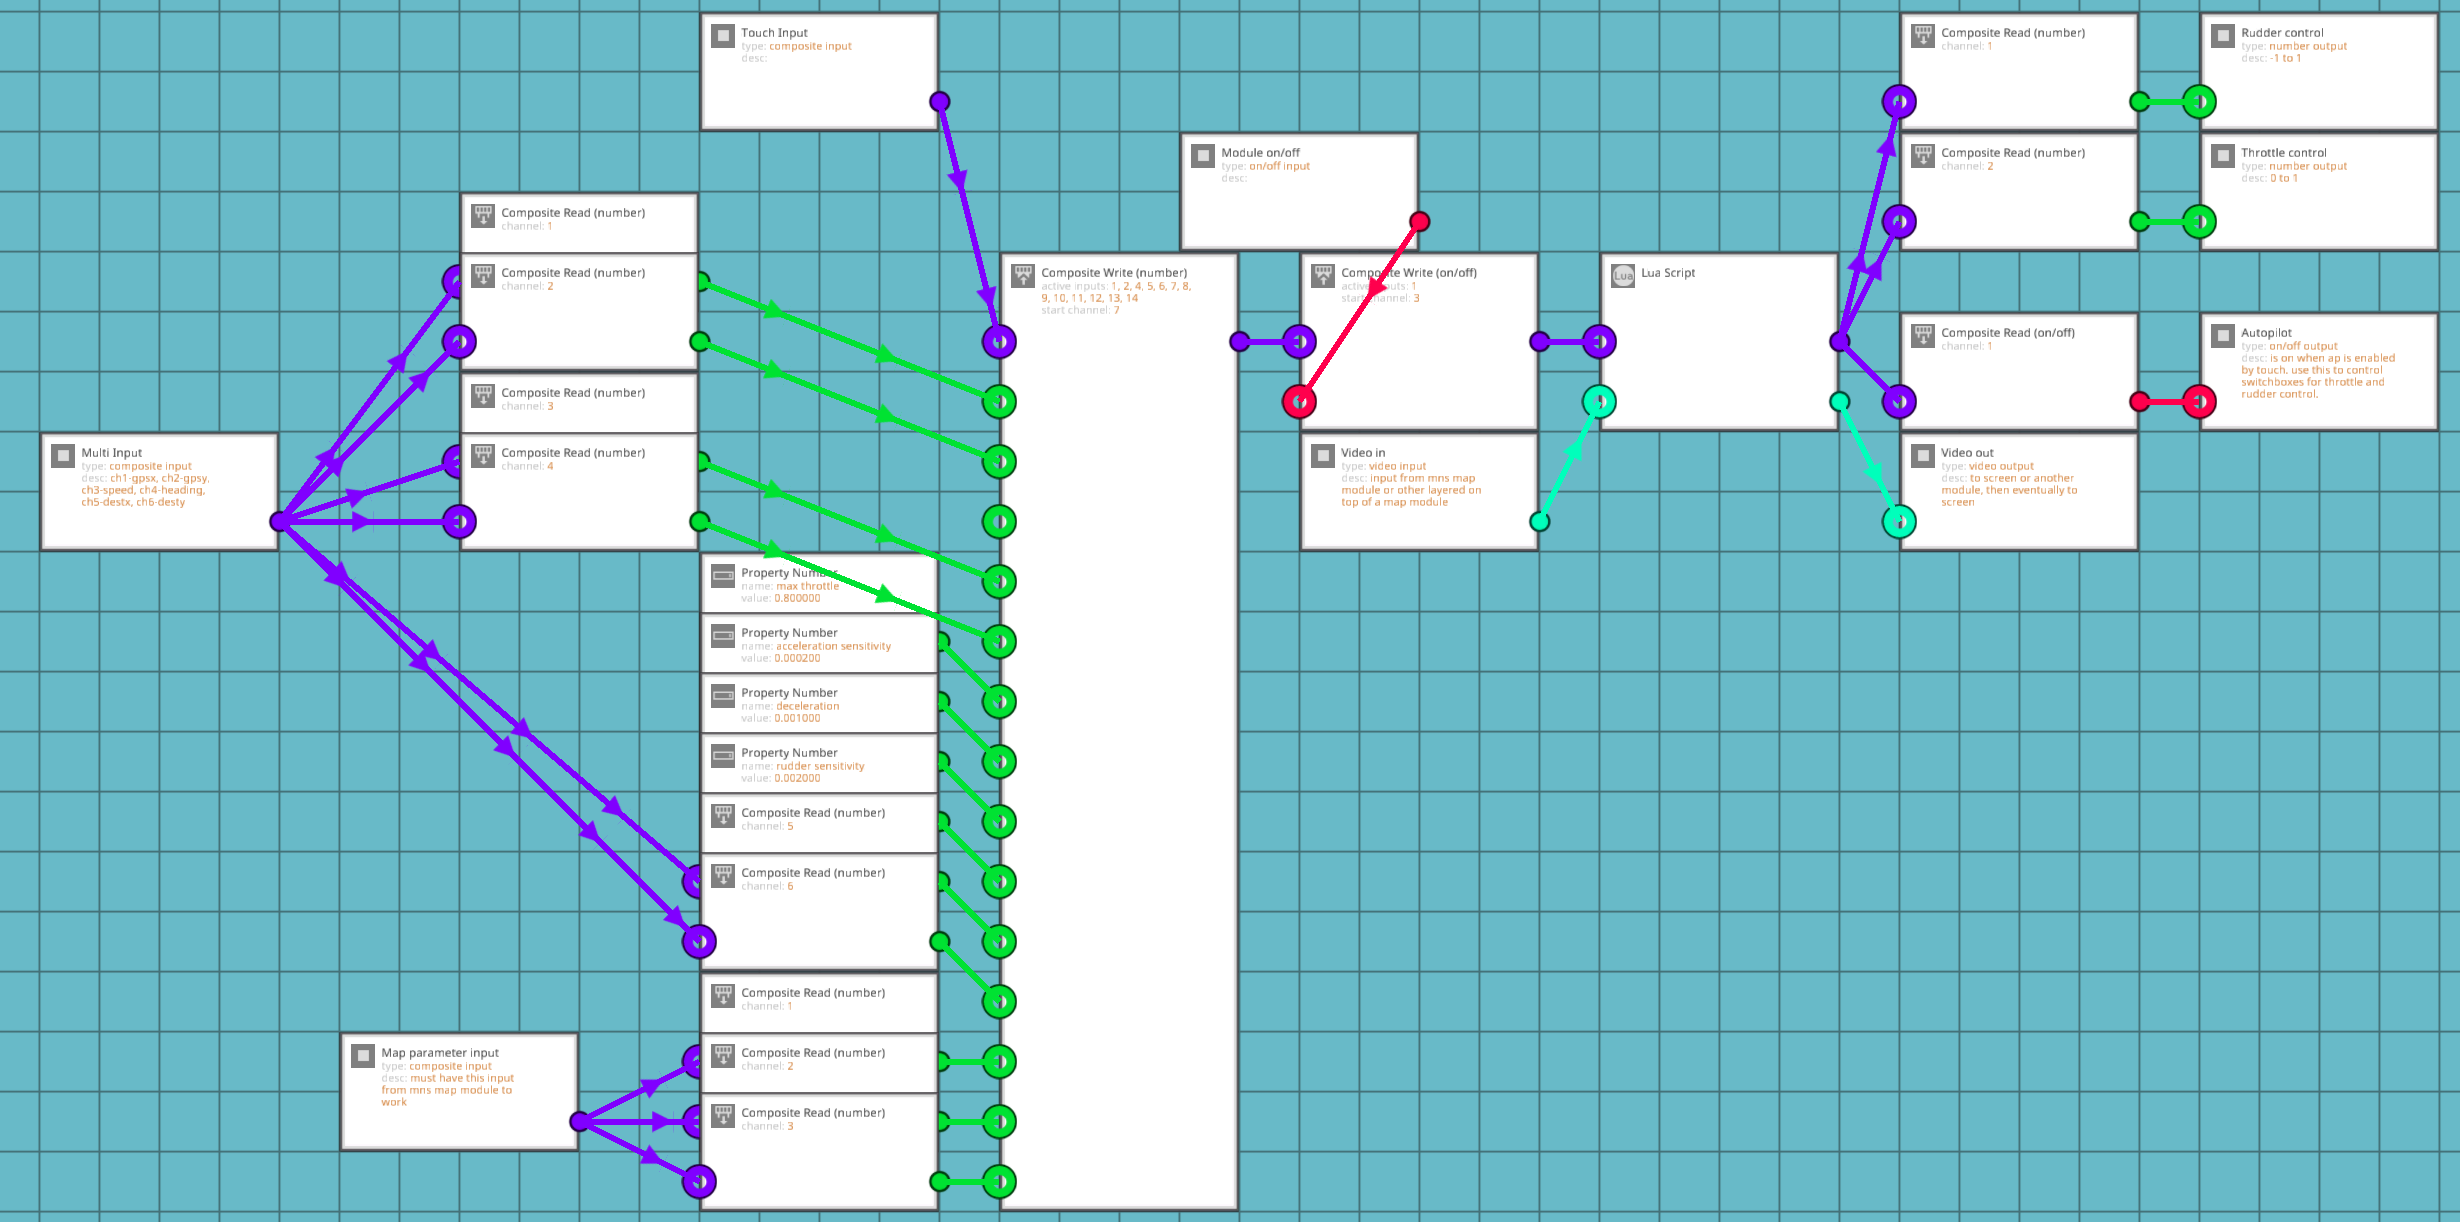 Touch Input
type: composite input
desc:
Composite Read (number)
channel: 1
Rudder control
type: number output
desc: -1 to 1
Module on/off
type: on/off input
desc:
Composite Read (number)
channel: 2
Throttle control
type: number output
desc: 0 to 1
Composite Read (number)
channel: 1
Composite Read (number)
channel: 2
Composite Write (number)
active inputs: 1, 2, 4, 5, 6, 7, 8,
9, 10, 11, 12, 13, 14
start channel: 7
Composite Write (on/off)
active inputs: 1
start channel: 3
Lua
Lua Script
Composite Read (on/off)
channel: 1
Autopilot
type: on/off output
desc: is on when ap is enabled
by touch. use this to control
switchboxes for throttle and
rudder control.
Composite Read (number)
channel: 3
Composite Read (number)
channel: 4
Multi Input
type: composite input
desc: ch1-gpsx, ch2-gpsy,
ch3-speed, ch4-heading,
ch5-destx, ch6-desty
Video in
type: video input
desc: input from mns map
module or other layered on
top of a map module
Video out
type: video output
desc: to screen or another
module, then eventually to
screen
Property Number
name: max throttle
value: 0.800000
Property Number
name: acceleration sensitivity
value: 0.000200
Property Number
name: deceleration
value: 0.001000
Property Number
name: rudder sensitivity
value: 0.002000
Composite Read (number)
channel: 5
Composite Read (number)
channel: 6
Composite Read (number)
channel: 1
Map parameter input
type: composite input
desc: must have this input
from mns map module to
work
Composite Read (number)
channel: 2
Composite Read (number)
channel: 3